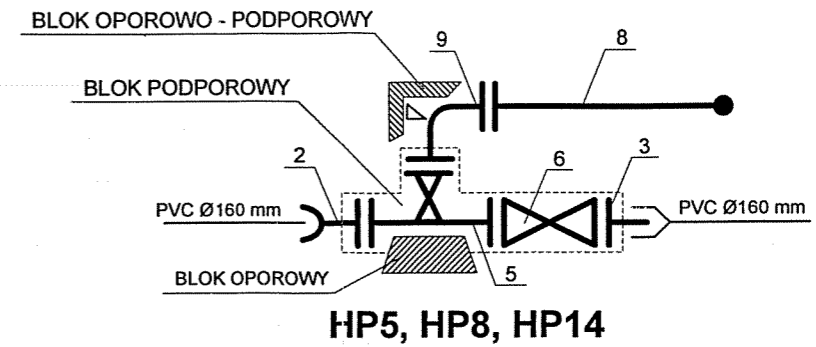 BLOK OPOROWO - PODPOROWY
9
8
BLOK PODPOROWY
2
6
3
PVC Ø160 mm
PVC Ø160 mm
BLOK OPOROWY
5
HP5, HP8, HP14